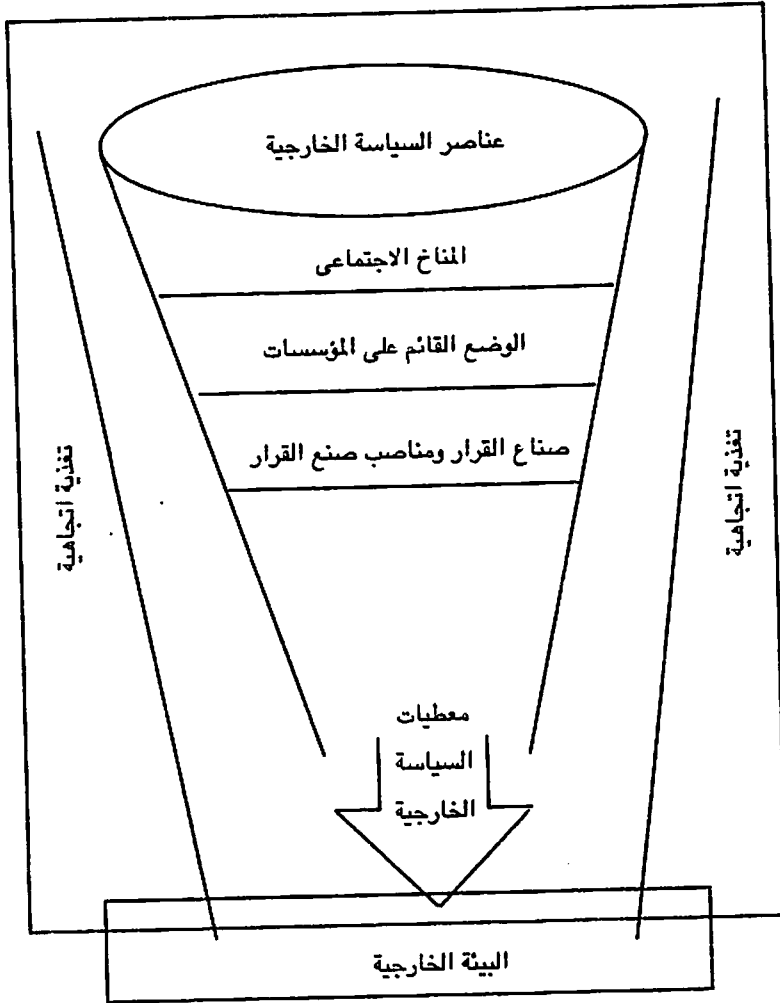 عناصر السياسة الخارجية
المناخ الاجتماعى
الوضع القائم على المؤسسات
صناع القرار ومناصب صنع القرار
تغذية اتجاهية
تغذية اتجاهية
معطيات
السياسة
الخارجية
البيئة الخارجية